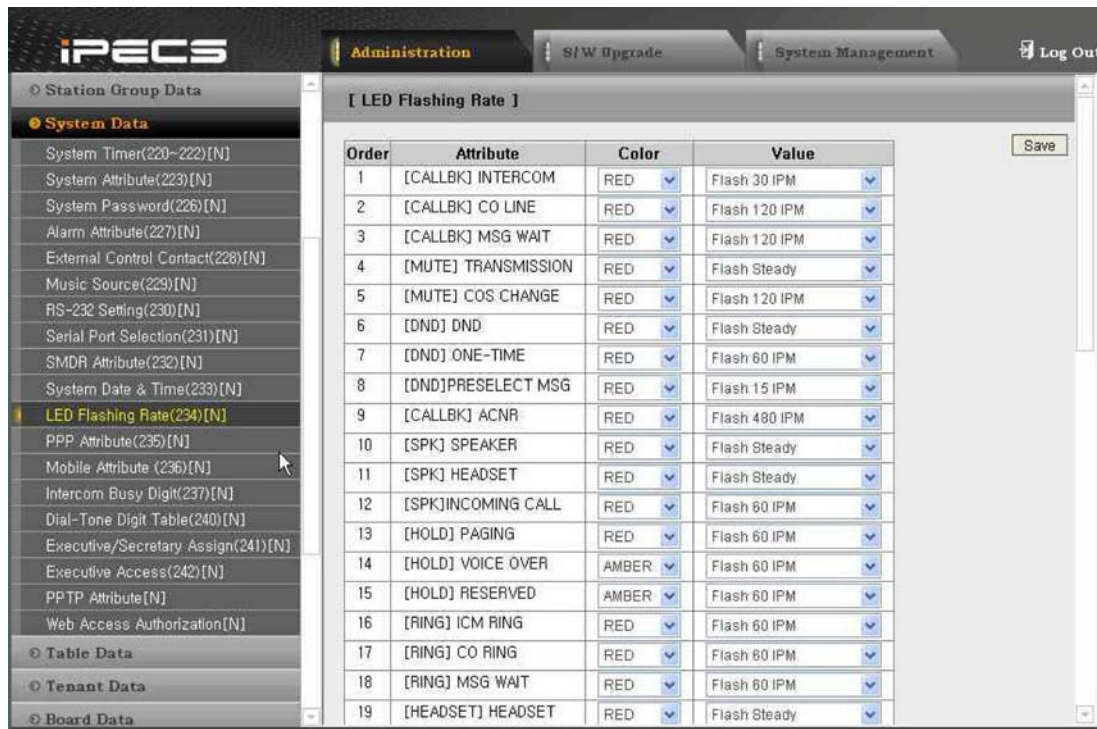 iPECS
Administration
S/W Upgrade
System Management
Log Out
Station Group Data
System Data
System Timer(220~222)[N]
System Attribute(223)[N]
System Password(226)[N]
Alarm Attribute(227)[N]
External Control Contact(228)[N]
Music Source(229)[N]
RS-232 Setting(230)[N]
Serial Port Selection(231)[N]
SMDR Attribute(232)[N]
System Date & Time(233)[N]
LED Flashing Rate(234)[N]
PPP Attribute(235)[N]
Mobile Attribute (236)[N]
Intercom Busy Digit(237)[N]
Dial-Tone Digit Table(240)[N]
Executive/Secretary Assign(241)[N]
Executive Access(242)[N]
PPTP Attribute[N]
Web Access Authorization[N]
Table Data
Tenant Data
Board Data
[ LED Flashing Rate ]
Save
Order Attribute Color Value
1 [CALLBK] INTERCOM RED Flash 30 IPM
2 [CALLBK] CO LINE RED Flash 120 IPM
3 [CALLBK] MSG WAIT RED Flash 120 IPM
4 [MUTE] TRANSMISSION RED Flash Steady
5 [MUTE] COS CHANGE RED Flash 120 IPM
6 [DND] DND RED Flash Steady
7 [DND] ONE-TIME RED Flash 60 IPM
8 [DND]PRESELECT MSG RED Flash 15 IPM
9 [CALLBK] ACNR RED Flash 480 IPM
10 [SPK] SPEAKER RED Flash Steady
11 [SPK] HEADSET RED Flash Steady
12 [SPK]INCOMING CALL RED Flash 60 IPM
13 [HOLD] PAGING RED Flash 60 IPM
14 [HOLD] VOICE OVER AMBER Flash 60 IPM
15 [HOLD] RESERVED AMBER Flash 60 IPM
16 [RING] ICM RING RED Flash 60 IPM
17 [RING] CO RING RED Flash 60 IPM
18 [RING] MSG WAIT RED Flash 60 IPM
19 [HEADSET] HEADSET RED Flash Steady